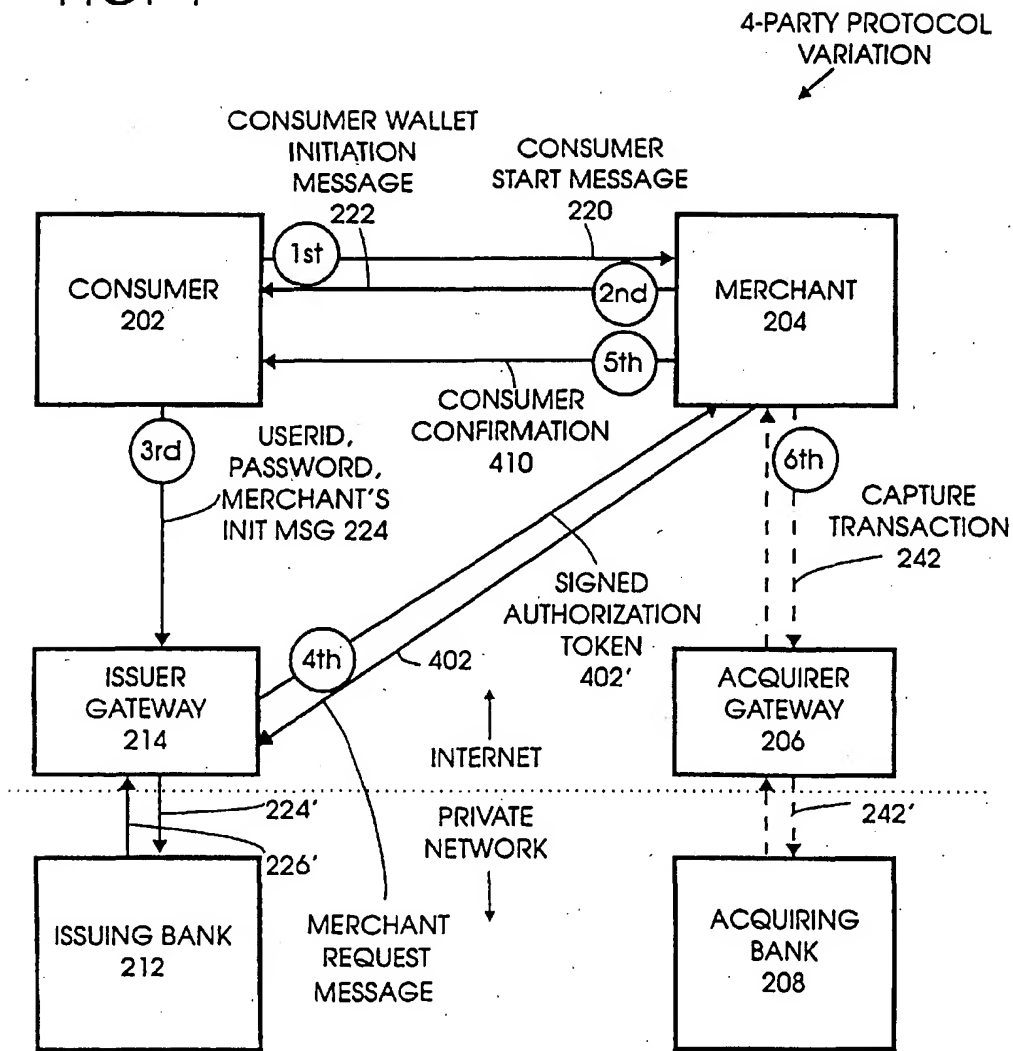 4-PARTY PROTOCOL
VARIATION
CONSUMER WALLET
INITIATION
MESSAGE
222
CONSUMER
START MESSAGE
220
1st
CONSUMER
202
2nd
MERCHANT
204
5th
CONSUMER
CONFIRMATION
410
3rd
USERID,
PASSWORD,
MERCHANT'S
INIT MSG 224
6th
CAPTURE
TRANSACTION
242
SIGNED
AUTHORIZATION
TOKEN
402'
4th
402
ISSUER
GATEWAY
214
ACQUIRER
GATEWAY
206
INTERNET
224'
PRIVATE
NETWORK
242'
226'
ISSUING BANK
212
MERCHANT
REQUEST
MESSAGE
ACQUIRING
BANK
208